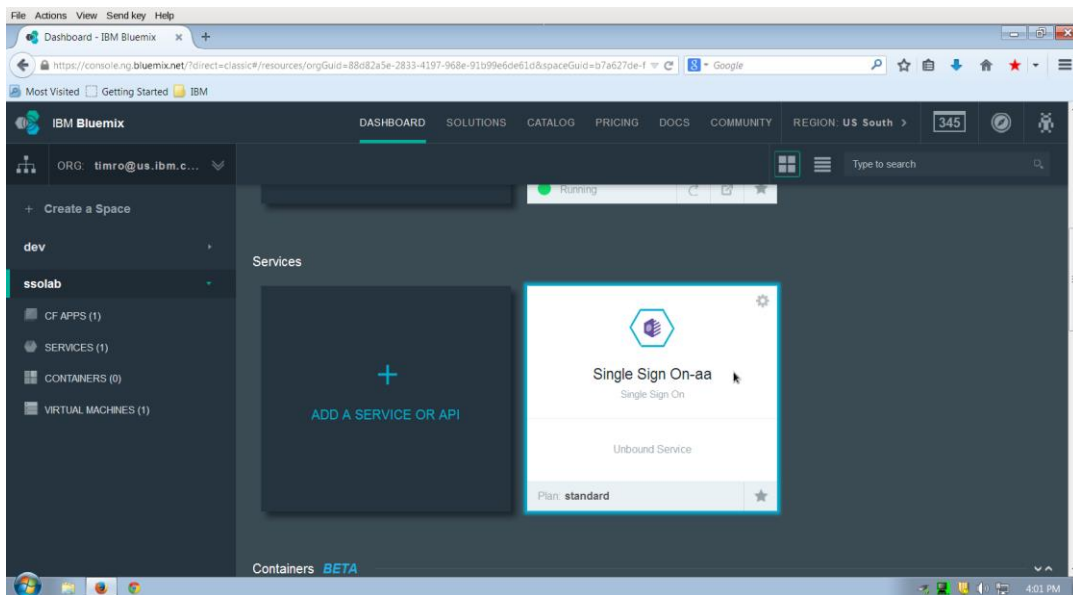 File Actions View Send key Help
Dashboard - IBM Bluemix
https://console.ng.bluemix.net/?direct=classic#/resources/orgGuid=88d82a5e-2833-4197-968e-91b99e6de61d&spaceGuid=b7a627de-f
Google
Most Visited Getting Started IBM
IBM Bluemix DASHBOARD SOLUTIONS CATALOG PRICING DOCS COMMUNITY REGION: US South > 345
ORG: timro@us.ibm.c...
Type to search
Running
+ Create a Space
dev
Services
ssolab
CF APPS (1)
SERVICES (1)
CONTAINERS (0)
VIRTUAL MACHINES (1)
+
ADD A SERVICE OR API
Single Sign On-aa
Single Sign On
Unbound Service
Plan: standard
Containers BETA
4:01 PM